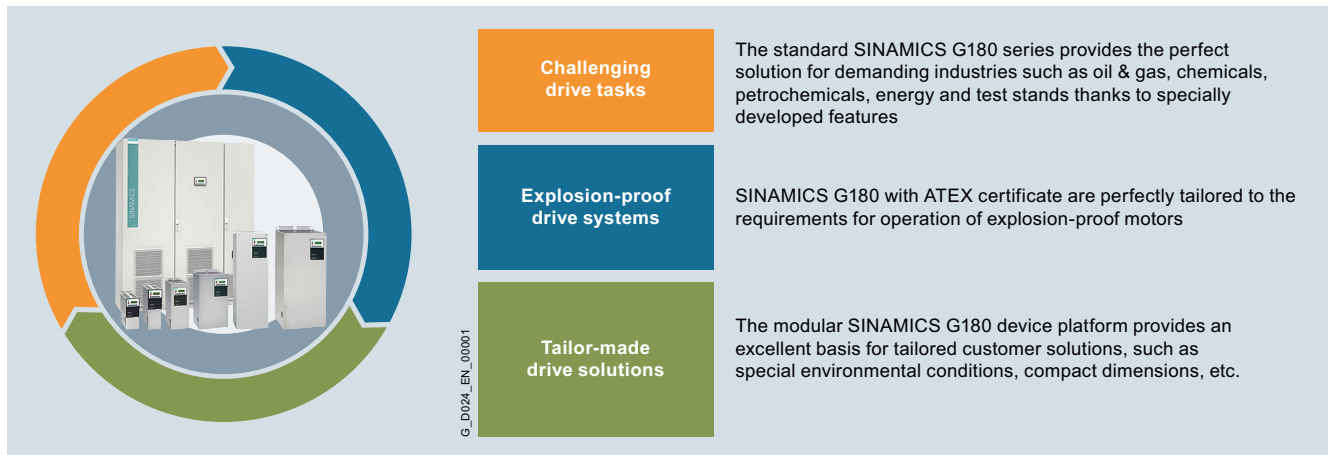 SINAMICS
Challenging
drive tasks
The standard SINAMICS G180 series provides the perfect
solution for demanding industries such as oil & gas, chemicals,
petrochemicals, energy and test stands thanks to specially
developed features
Explosion-proof
drive systems
SINAMICS G180 with ATEX certificate are perfectly tailored to the
requirements for operation of explosion-proof motors
Tailor-made
drive solutions
The modular SINAMICS G180 device platform provides an
excellent basis for tailored customer solutions, such as
special environmental conditions, compact dimensions, etc.
G_D024_EN_00001